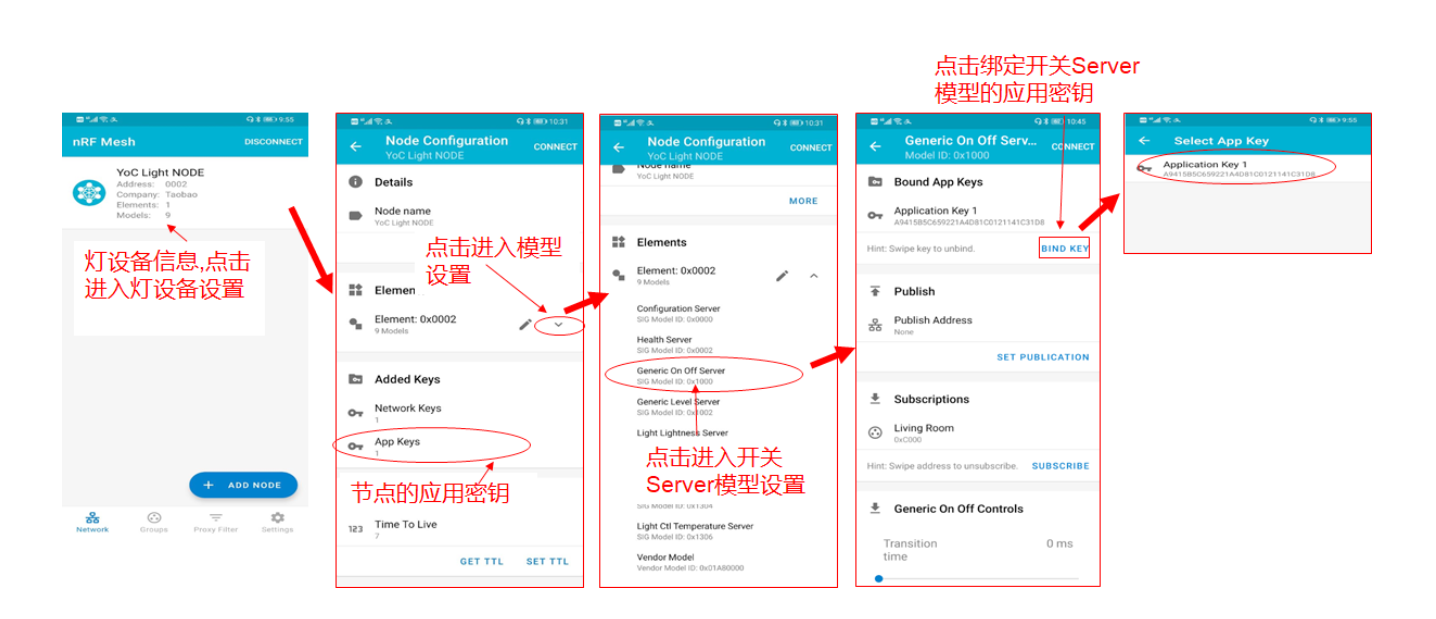 点击绑定开关Server
模型的应用密钥
9:55
nRF Mesh
DISCONNECT
YoC Light NODE
Address: 0002
Company: Taobao
Elements: 1
Models: 9
灯设备信息,点击
进入灯设备设置
+ ADD NODE
Network
Groups
Proxy Filter
Settings
10:31
Node Configuration
YoC Light NODE
CONNECT
Details
Node name
YoC Light NODE
点击进入模型
设置
Elemen
Element: 0x0002
9 Models
Added Keys
Network Keys
1
App Keys
1
节点的应用密钥
123
Time To Live
7
GET TTL
SET TTL
10:31
Node Configuration
YoC Light NODE
CONNECT
Node name
YoC Light NODE
MORE
Elements
Element: 0x0002
9 Models
Configuration Server
SIG Model ID: 0x0000
Health Server
SIG Model ID: 0x0002
Generic On Off Server
SIG Model ID: 0x1000
Generic Level Server
SIG Model ID: 0x1002
Light Lightness Server
点击进入开关
Server模型设置
SIG Model ID: 0x1304
Light Ctl Temperature Server
SIG Model ID: 0x1306
Vendor Model
Vendor Model ID: 0x01A80000
10:45
Generic On Off Serv...
Model ID: 0x1000
CONNECT
Bound App Keys
Application Key 1
A9415B5C659221A4D81C0121141C31D8
Hint: Swipe key to unbind.
BIND KEY
Publish
Publish Address
None
SET PUBLICATION
Subscriptions
Living Room
0xC000
Hint: Swipe address to unsubscribe.
SUBSCRIBE
Generic On Off Controls
Transition
time
0 ms
9:55
Select App Key
Application Key 1
A9415B5C659221A4D81C0121141C31D8